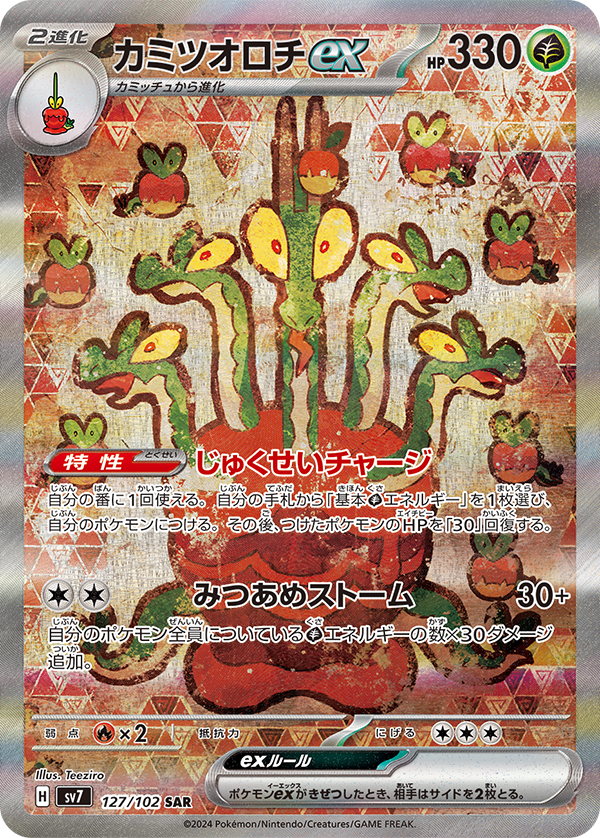 2進化 カミツオロチex HP330
カミッチュから進化
特性 とくせい じゅくせいチャージ
自分の番に1回使える。自分の手札から「基本エネルギー」を1枚選び、
自分のポケモンにつける。その後、つけたポケモンのHPを「30」回復する。
みつあめストーム 30+
自分のポケモン全員についているエネルギーの数×30ダメージ
追加。
弱点 ×2 抵抗力 にげる
Illus. Teeziro
exルール
ポケモンexがきぜつしたとき、相手はサイドを2枚とる。
H sv7 127/102 SAR
©2024 Pokémon/Nintendo/Creatures/GAME FREAK.